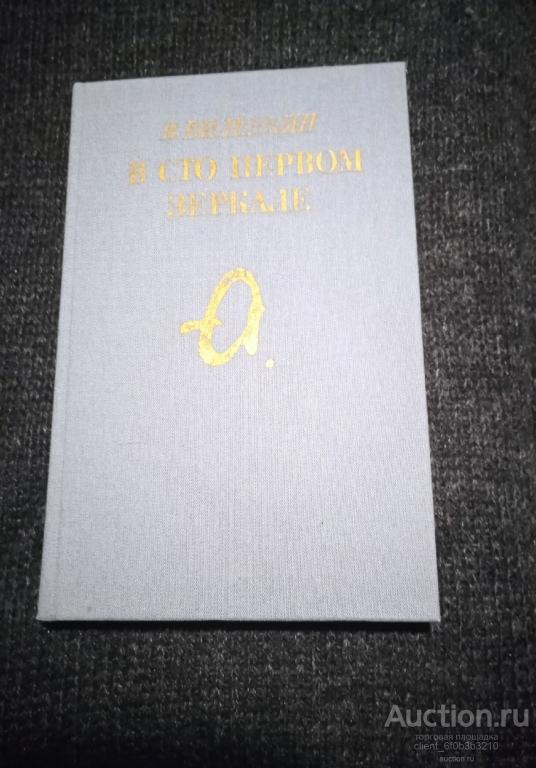 В. ВИЛЕНКИН
В СТО ПЕРВОМ
ЗЕРКАЛЕ
а.
Auction.ru
торговая площадка
client_6f0b3b3210
auction.ru